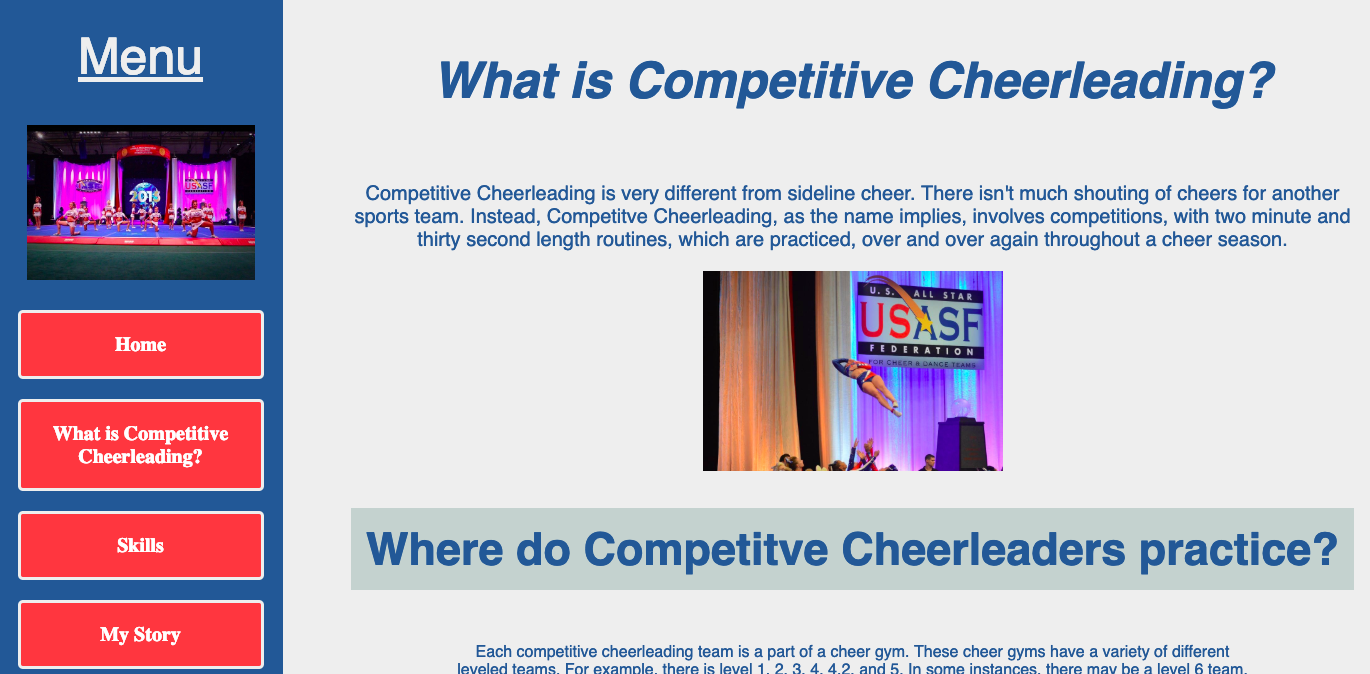 Menu
2013
USASF
Home
What is Competitive
Cheerleading?
Skills
My Story
What is Competitive Cheerleading?
Competitive Cheerleading is very different from sideline cheer. There isn't much shouting of cheers for another
sports team. Instead, Competitve Cheerleading, as the name implies, involves competitions, with two minute and
thirty second length routines, which are practiced, over and over again throughout a cheer season.
U.S. ALL STAR
USASF
FEDERATION
FOR CHEER & DANCE TEAMS
Where do Competitve Cheerleaders practice?
Each competitive cheerleading team is a part of a cheer gym. These cheer gyms have a variety of different
leveled teams. For example, there is level 1, 2, 3, 4, 4.2, and 5. In some instances, there may be a level 6 team.